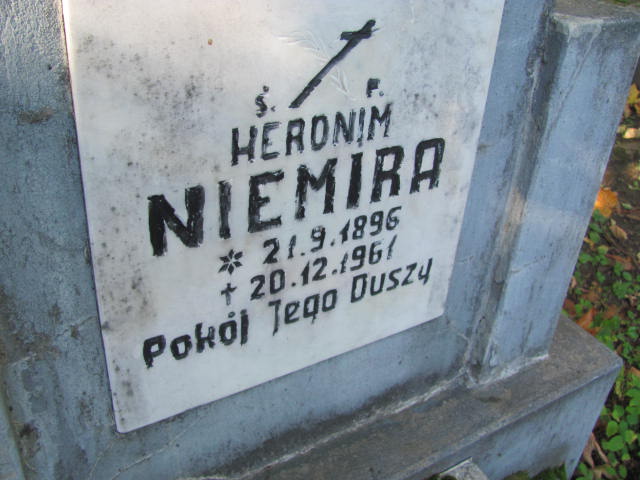 Ś. P.
HERONIM
NIEMIRA
* 21.9.1896
† 20.12.1961
Pokój Jego Duszy